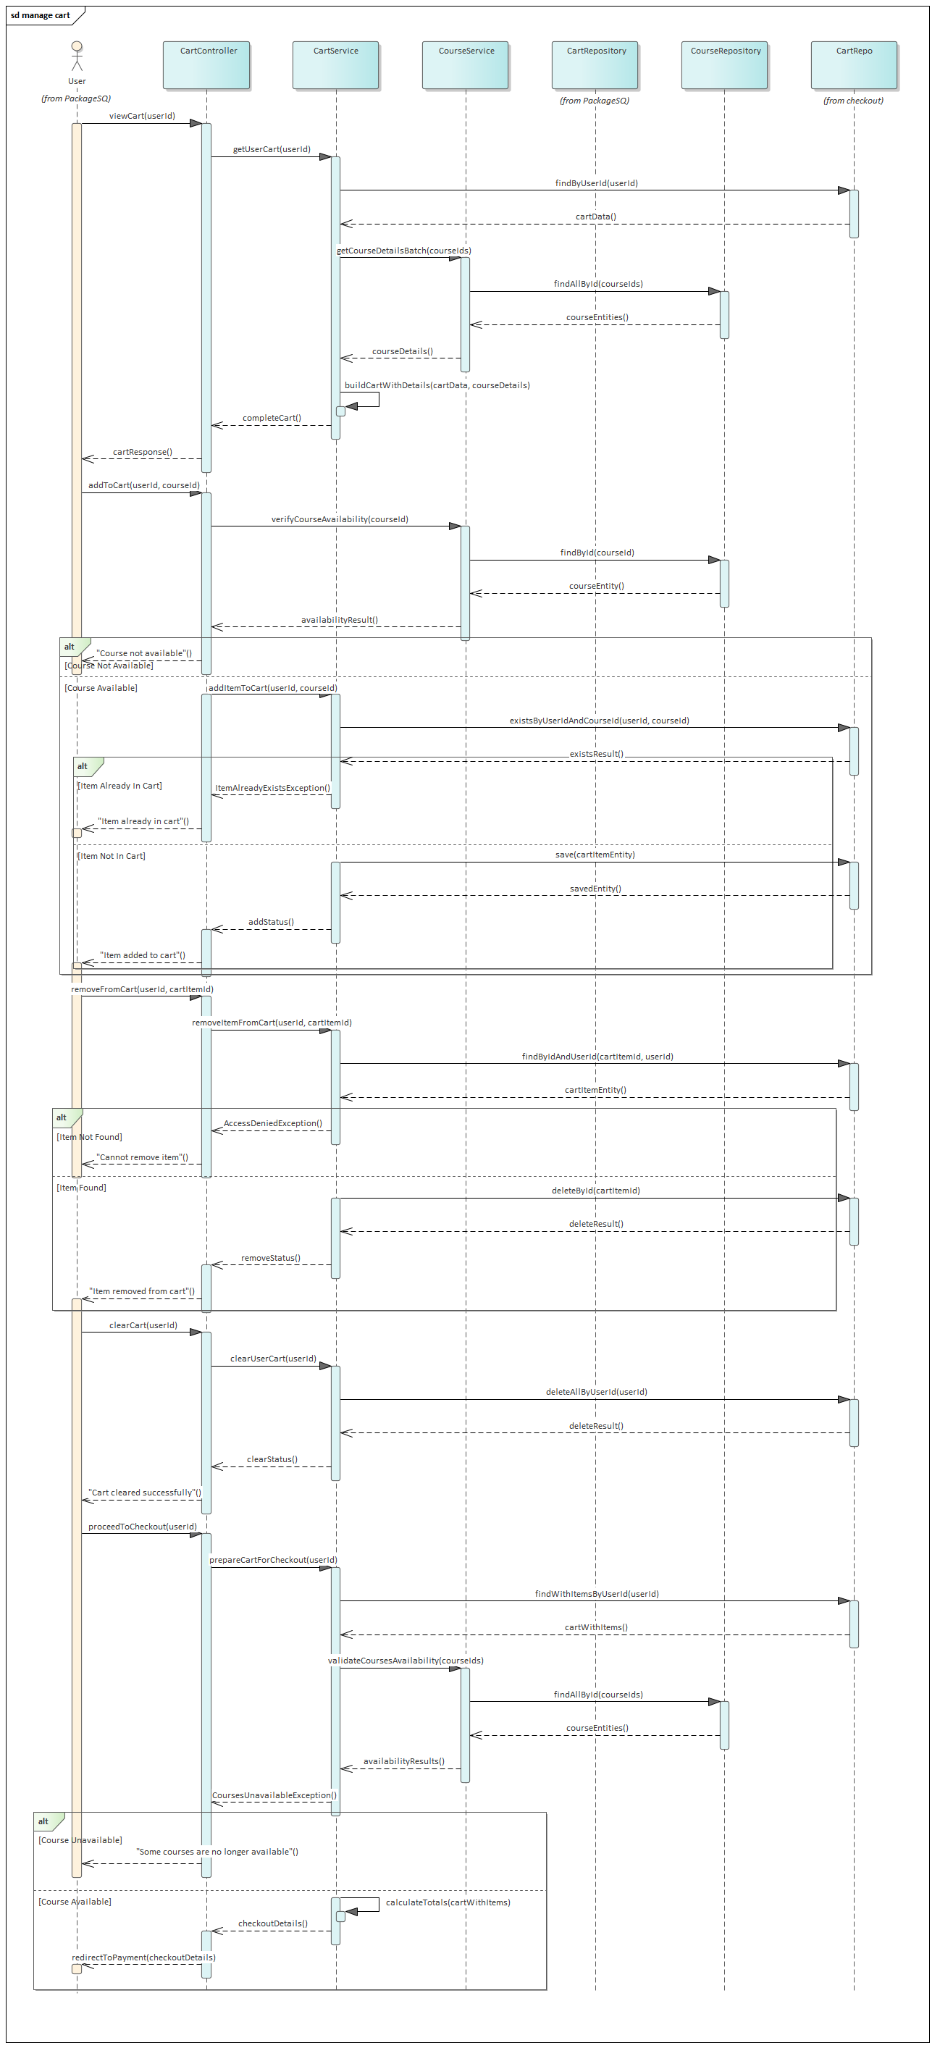 sd manage cart
CartController
CartService
CourseService
CartRepository
CourseRepository
CartRepo
User
(from PackageSQ)
(from PackageSQ)
(from checkout)
viewCart(userId)
getUserCart(userId)
findByUserId(userId)
cartData()
getCourseDetailsBatch(courseIds)
findAllById(courseIds)
courseEntities()
courseDetails()
buildCartWithDetails(cartData, courseDetails)
completeCart()
cartResponse()
addToCart(userId, courseId)
verifyCourseAvailability(courseId)
findById(courseId)
courseEntity()
availabilityResult()
alt
"Course not available"()
[Course Not Available]
[Course Available]
addItemToCart(userId, courseId)
existsByUserIdAndCourseId(userId, courseId)
existsResult()
alt
[Item Already In Cart]
ItemAlreadyExistsException()
"Item already in cart"()
[Item Not In Cart]
save(cartItemEntity)
savedEntity()
addStatus()
"Item added to cart"()
removeFromCart(userId, cartItemId)
removeItemFromCart(userId, cartItemId)
findByIdAndUserId(cartItemId, userId)
cartItemEntity()
alt
AccessDeniedException()
[Item Not Found]
"Cannot remove item"()
[Item Found]
deleteById(cartItemId)
deleteResult()
removeStatus()
"Item removed from cart"()
clearCart(userId)
clearUserCart(userId)
deleteAllByUserId(userId)
deleteResult()
clearStatus()
"Cart cleared successfully"()
proceedToCheckout(userId)
prepareCartForCheckout(userId)
findWithItemsByUserId(userId)
cartWithItems()
validateCoursesAvailability(courseIds)
findAllById(courseIds)
courseEntities()
availabilityResults()
CoursesUnavailableException()
alt
[Course Unavailable]
"Some courses are no longer available"()
[Course Available]
calculateTotals(cartWithItems)
checkoutDetails()
redirectToPayment(checkoutDetails)